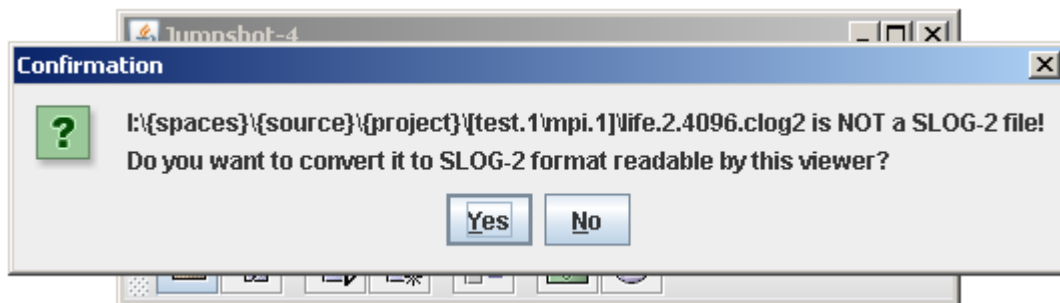 Jumpshot-4
Confirmation
I:\{spaces}\{source}\{project}\[test.1\mpi.1]\life.2.4096.clog2 is NOT a SLOG-2 file!
Do you want to convert it to SLOG-2 format readable by this viewer?
Yes No